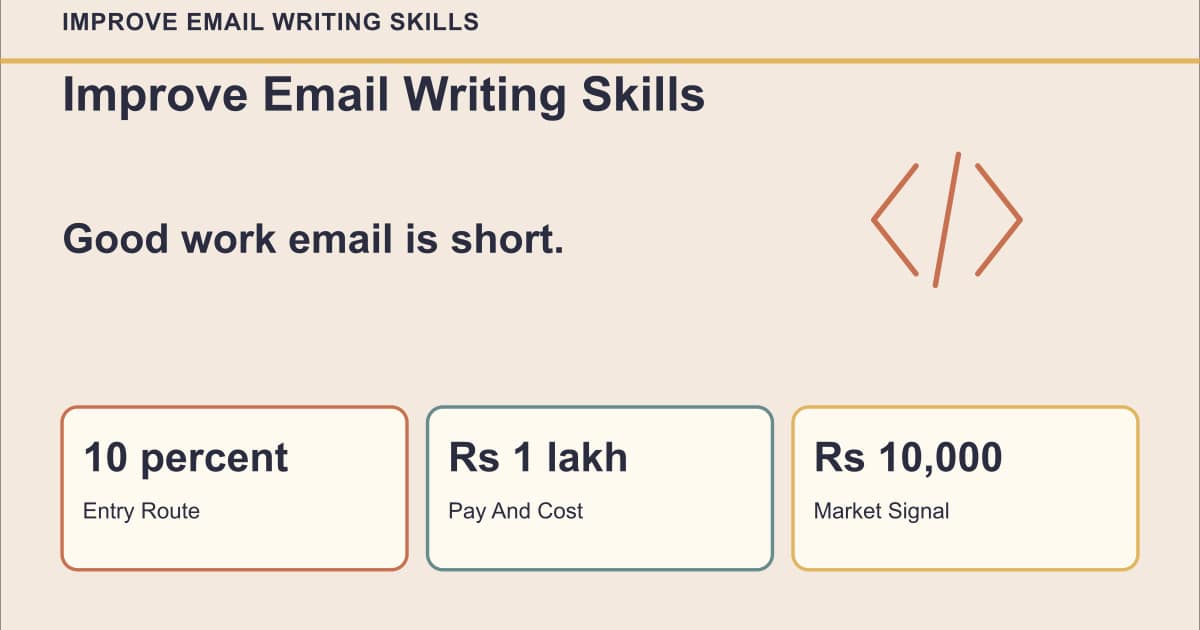 IMPROVE EMAIL WRITING SKILLS
Improve Email Writing Skills
Good work email is short.
10 percent
Entry Route
Rs 1 lakh
Pay And Cost
Rs 10,000
Market Signal